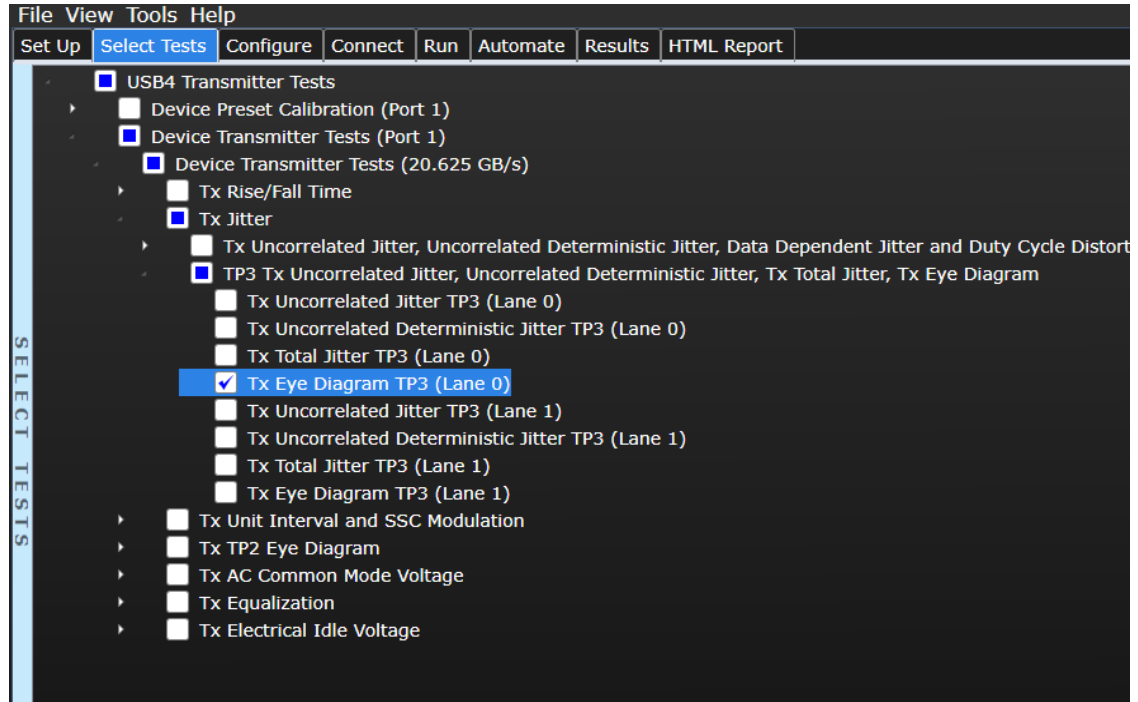 File View Tools Help
Set Up Select Tests Configure Connect Run Automate Results HTML Report
USB4 Transmitter Tests
Device Preset Calibration (Port 1)
Device Transmitter Tests (Port 1)
Device Transmitter Tests (20.625 GB/s)
Tx Rise/Fall Time
Tx Jitter
Tx Uncorrelated Jitter, Uncorrelated Deterministic Jitter, Data Dependent Jitter and Duty Cycle Distort
TP3 Tx Uncorrelated Jitter, Uncorrelated Deterministic Jitter, Tx Total Jitter, Tx Eye Diagram
Tx Uncorrelated Jitter TP3 (Lane 0)
Tx Uncorrelated Deterministic Jitter TP3 (Lane 0)
Tx Total Jitter TP3 (Lane 0)
Tx Eye Diagram TP3 (Lane 0)
Tx Uncorrelated Jitter TP3 (Lane 1)
Tx Uncorrelated Deterministic Jitter TP3 (Lane 1)
Tx Total Jitter TP3 (Lane 1)
Tx Eye Diagram TP3 (Lane 1)
Tx Unit Interval and SSC Modulation
Tx TP2 Eye Diagram
Tx AC Common Mode Voltage
Tx Equalization
Tx Electrical Idle Voltage
SELECT TESTS